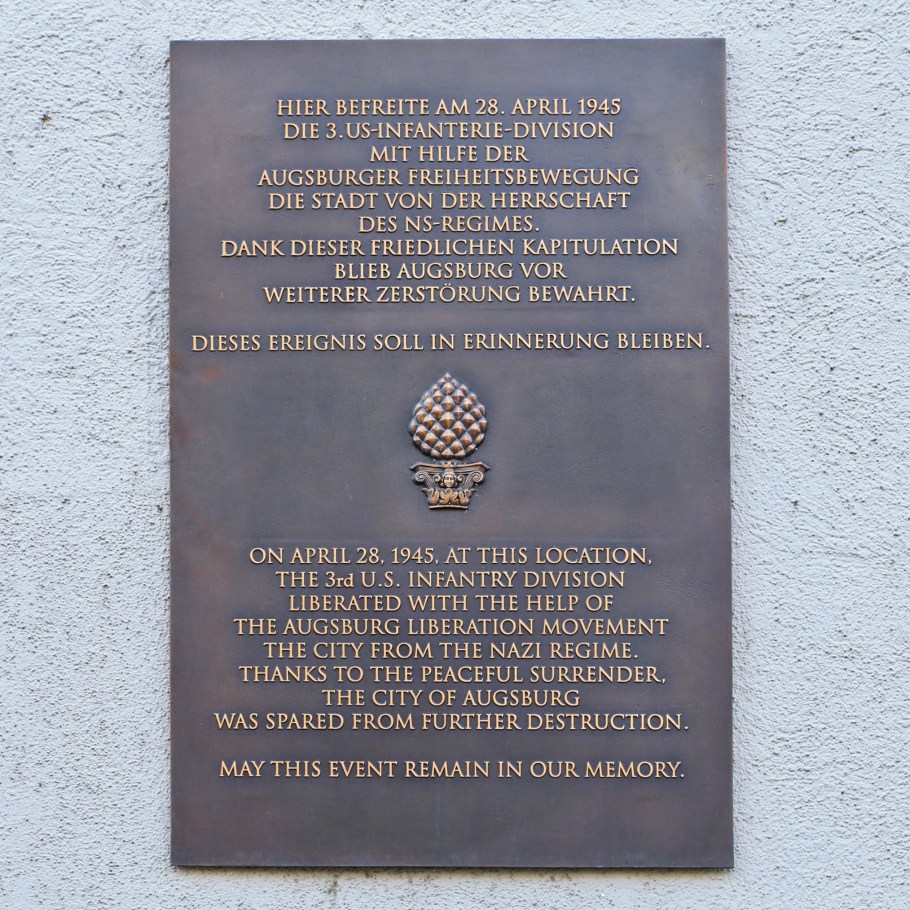 HIER BEFREITE AM 28. APRIL 1945
DIE 3.US-INFANTERIE-DIVISION
MIT HILFE DER
AUGSBURGER FREIHEITSBEWEGUNG
DIE STADT VON DER HERRSCHAFT
DES NS-REGIMES.
DANK DIESER FRIEDLICHEN KAPITULATION
BLIEB AUGSBURG VOR
WEITERER ZERSTÖRUNG BEWAHRT.
DIESES EREIGNIS SOLL IN ERINNERUNG BLEIBEN.
ON APRIL 28, 1945, AT THIS LOCATION,
THE 3rd U.S. INFANTRY DIVISION
LIBERATED WITH THE HELP OF
THE AUGSBURG LIBERATION MOVEMENT
THE CITY FROM THE NAZI REGIME.
THANKS TO THE PEACEFUL SURRENDER,
THE CITY OF AUGSBURG
WAS SPARED FROM FURTHER DESTRUCTION.
MAY THIS EVENT REMAIN IN OUR MEMORY.